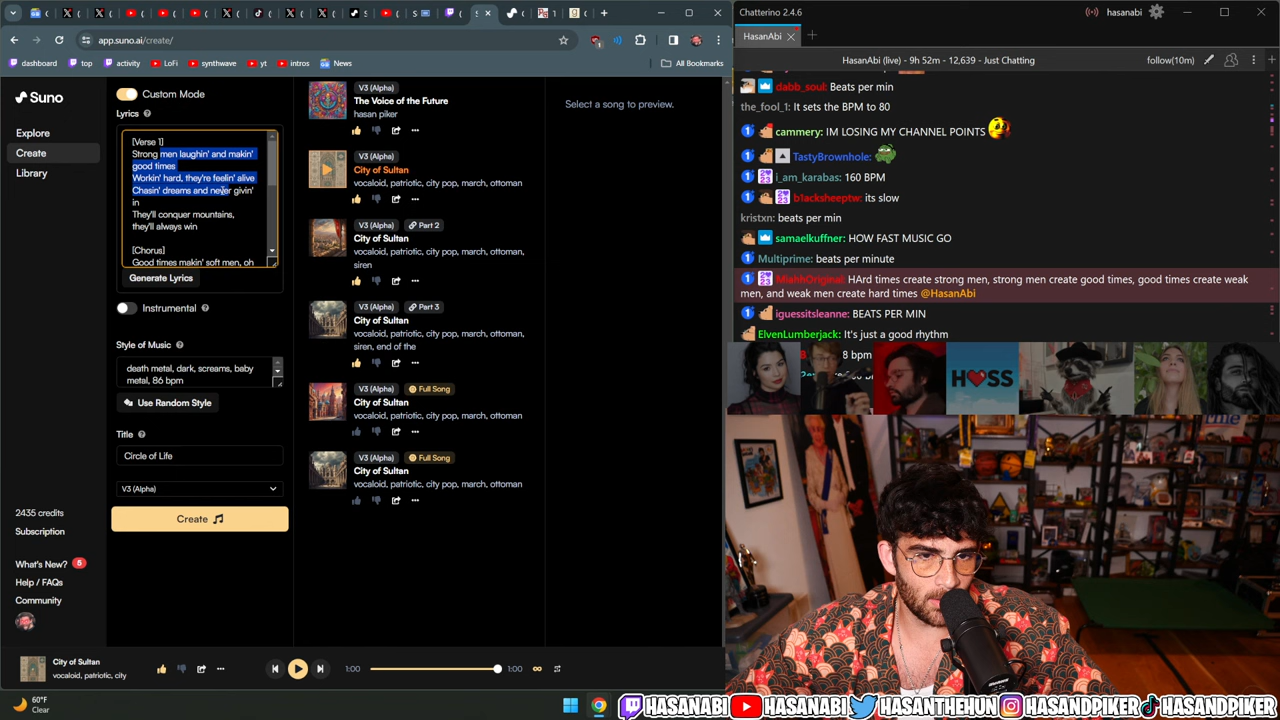 app.suno.ai/create/
dashboard
top
activity
LoFi
synthwave
yt
intros
News
All Bookmarks
Suno
Explore
Create
Library
2435 credits
Subscription
What's New?
6
Help / FAQs
Community
Custom Mode
Lyrics
[Verse 1]
Strong men laughin' and makin'
good times
Workin' hard, they're feelin' alive
Chasin' dreams and never givin'
in
They'll conquer mountains,
they'll always win
[Chorus]
Good times makin' soft men, oh
Generate Lyrics
Instrumental
Style of Music
death metal, dark, screams, baby
metal, 86 bpm
Use Random Style
Title
Circle of Life
V3 (Alpha)
Create
V3 (Alpha)
The Voice of the Future
hasan piker
V3 (Alpha)
City of Sultan
vocaloid, patriotic, city pop, march, ottoman
V3 (Alpha) Part 2
City of Sultan
vocaloid, patriotic, city pop, march, ottoman,
siren
V3 (Alpha) Part 3
City of Sultan
vocaloid, patriotic, city pop, march, ottoman,
siren, end of the
V3 (Alpha) Full Song
City of Sultan
vocaloid, patriotic, city pop, march, ottoman
V3 (Alpha) Full Song
City of Sultan
vocaloid, patriotic, city pop, march, ottoman
Select a song to preview.
City of Sultan
vocaloid, patriotic, city
1:00
1:00
60°F
Clear
Chatterino 2.4.6
hasanabi
HasanAbi
HasanAbi (live) - 9h 52m - 12,639 - Just Chatting
follow(10m)
dabb_soul: Beats per min
the_fool_1: It sets the BPM to 80
cammery: IM LOSING MY CHANNEL POINTS
TastyBrownhole:
i_am_karabas: 160 BPM
b1acksheeptw: its slow
kristxn: beats per min
samaelkuffner: HOW FAST MUSIC GO
Multiprime: beats per minute
MiahhOriginal: HArd times create strong men, strong men create good times, good times create weak
men, and weak men create hard times @HasanAbi
iguessitsleanne: BEATS PER MIN
ElvenLumberjack: It's just a good rhythm
8 bpm
H❤SS
HASANABI
HASANABI
HASANTHEHUN
HASANDPIKER
HASANDPIKER